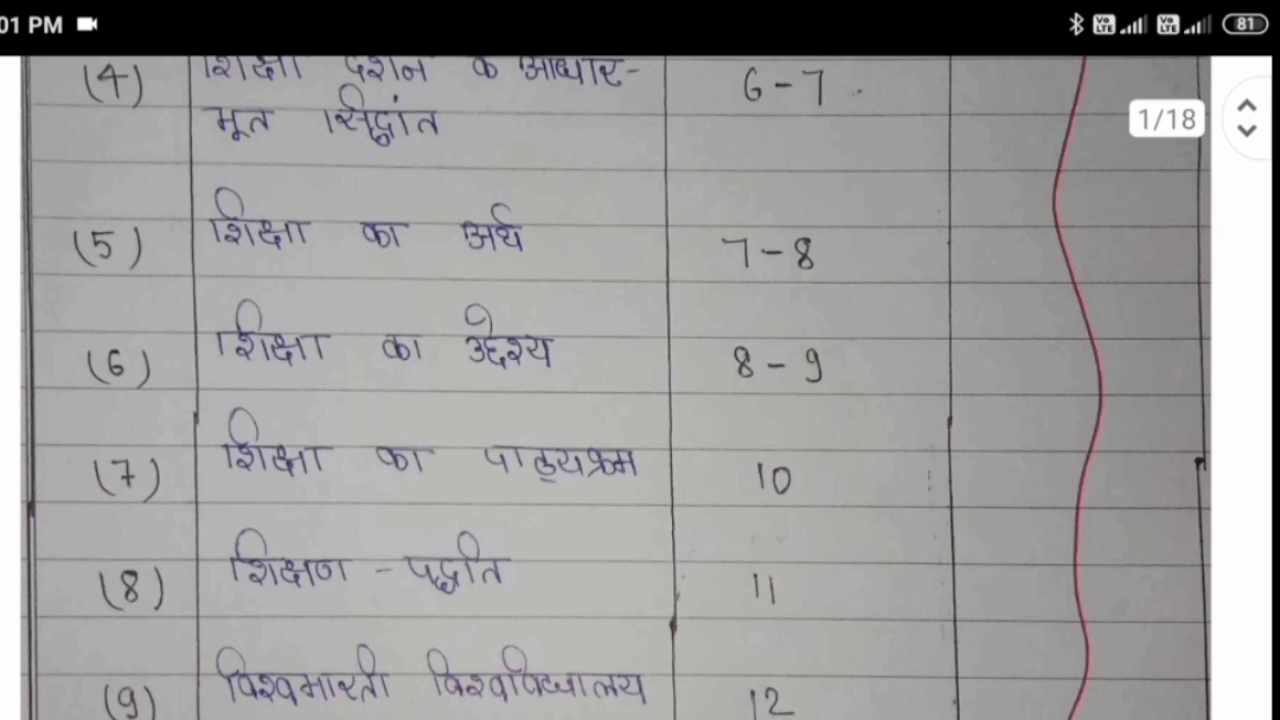 01 PM 81
(4) शिक्षा दर्शन के आधार- 6-7
भूत सिद्धांत
1/18
(5) शिक्षा का अर्थ 7-8
(6) शिक्षा का उद्देश्य 8-9
(7) शिक्षा का पाठ्यक्रम 10
(8) शिक्षण-पद्धति 11
(9) विश्वभारती विश्वविद्यालय 12